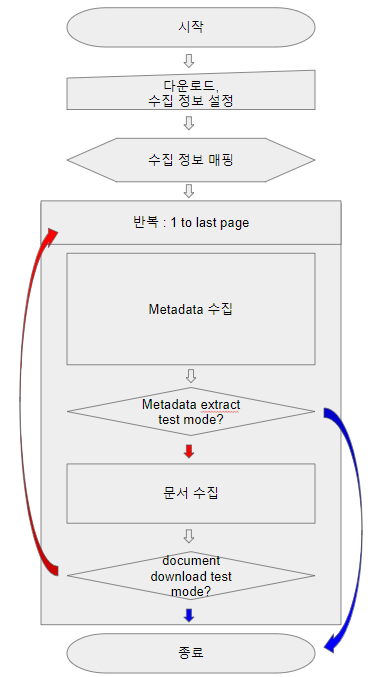 시작
다운로드,
수집 정보 설정
수집 정보 매핑
반복 : 1 to last page
Metadata 수집
Metadata extract
test mode?
문서 수집
document
download test
mode?
종료